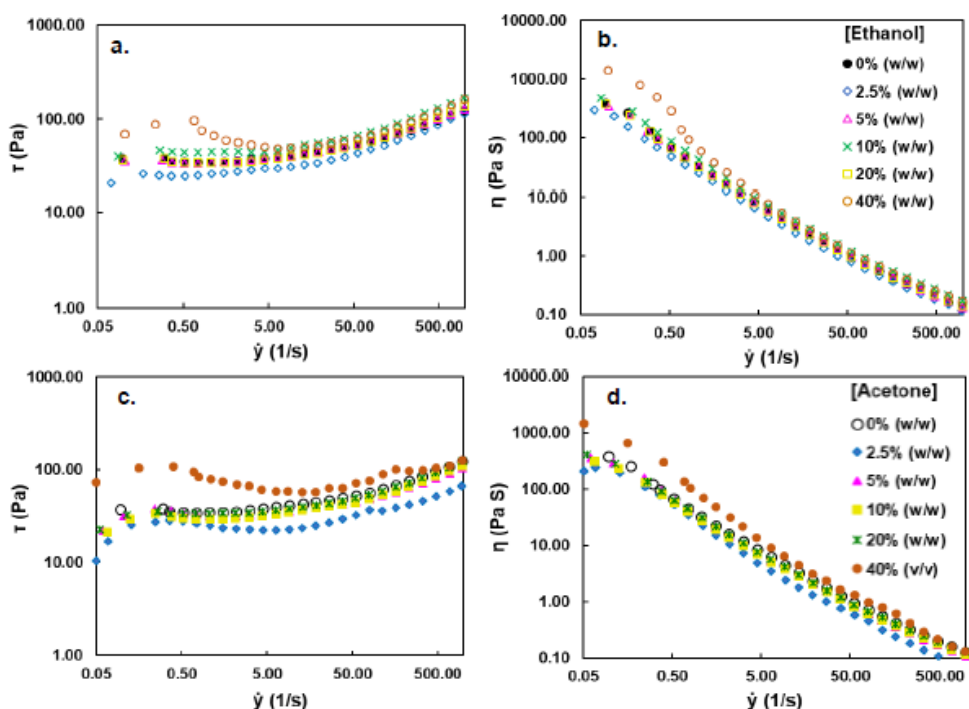 a.
1000.00
100.00
10.00
1.00
τ (Pa)
0.05 0.50 5.00 50.00 500.00
ẏ (1/s)
b.
10000.00
1000.00
100.00
10.00
1.00
0.10
η (Pa S)
[Ethanol]
0% (w/w)
2.5% (w/w)
5% (w/w)
10% (w/w)
20% (w/w)
40% (w/w)
0.05 0.50 5.00 50.00 500.00
ẏ (1/s)
c.
1000.00
100.00
10.00
1.00
τ (Pa)
0.05 0.50 5.00 50.00 500.00
ẏ (1/s)
d.
10000.00
1000.00
100.00
10.00
1.00
0.10
η (Pa S)
[Acetone]
0% (w/w)
2.5% (w/w)
5% (w/w)
10% (w/w)
20% (w/w)
40% (v/v)
0.05 0.50 5.00 50.00 500.00
ẏ (1/s)